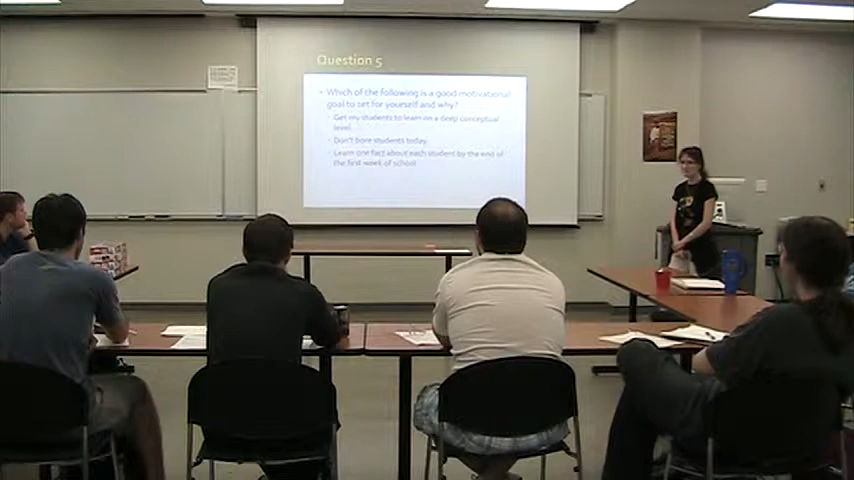 Question 5
Which of the following is a good motivational
goal to set for yourself and why?
Get my students to learn on a deep conceptual
level.
Don't bore students today.
Learn one fact about each student by the end of
the first week of school